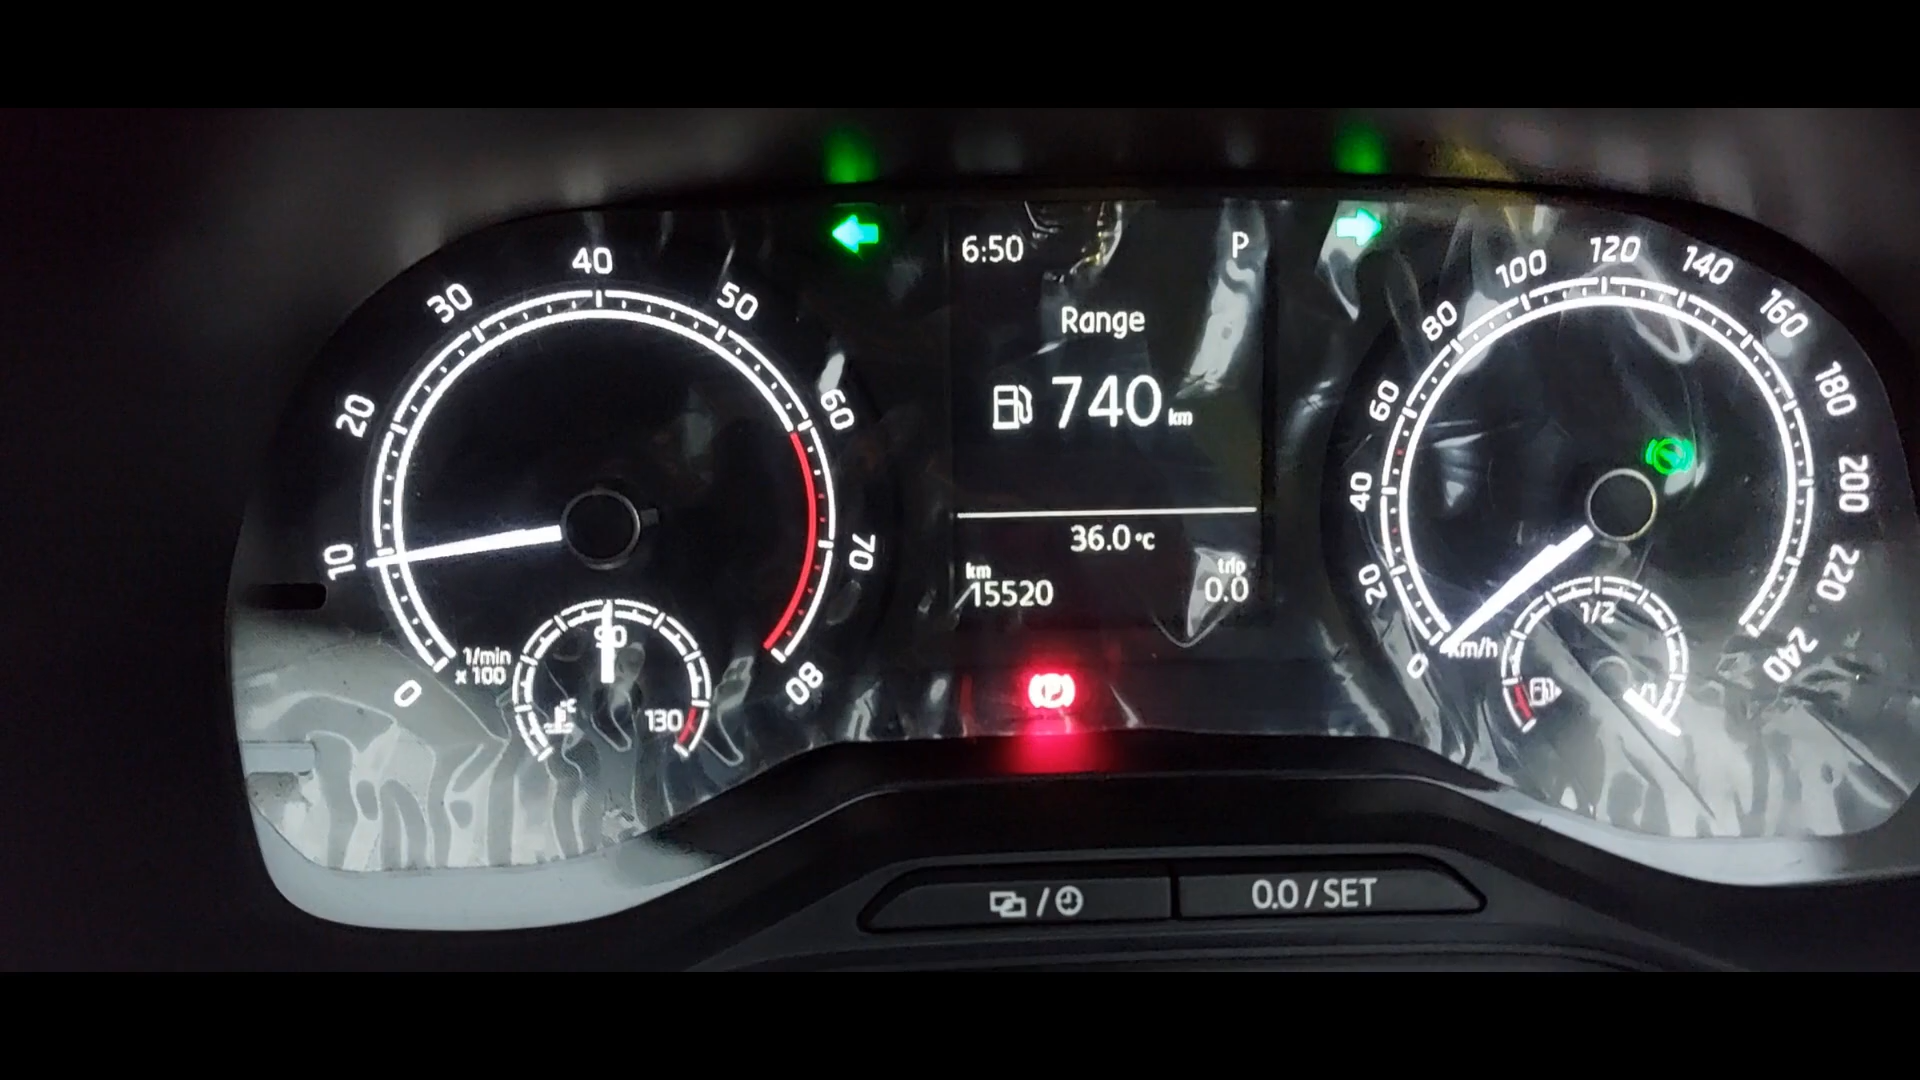 6:50 P
Range
740 km
36.0 °C
km trip
15520 0.0
0 10 20 30 40 50 60 70 80
1/min
x 100
90
°C
130
0 20 40 60 80 100 120 140 160 180 200 220 240
km/h
1/2
1/1
(P)
/
0.0 / SET